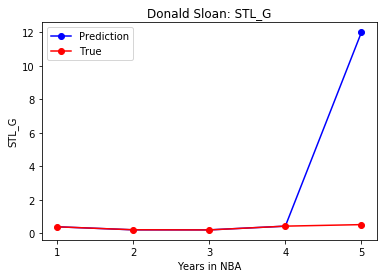 Donald Sloan: STL_G
Prediction
True
STL_G
12
10
8
6
4
2
0
1 2 3 4 5
Years in NBA